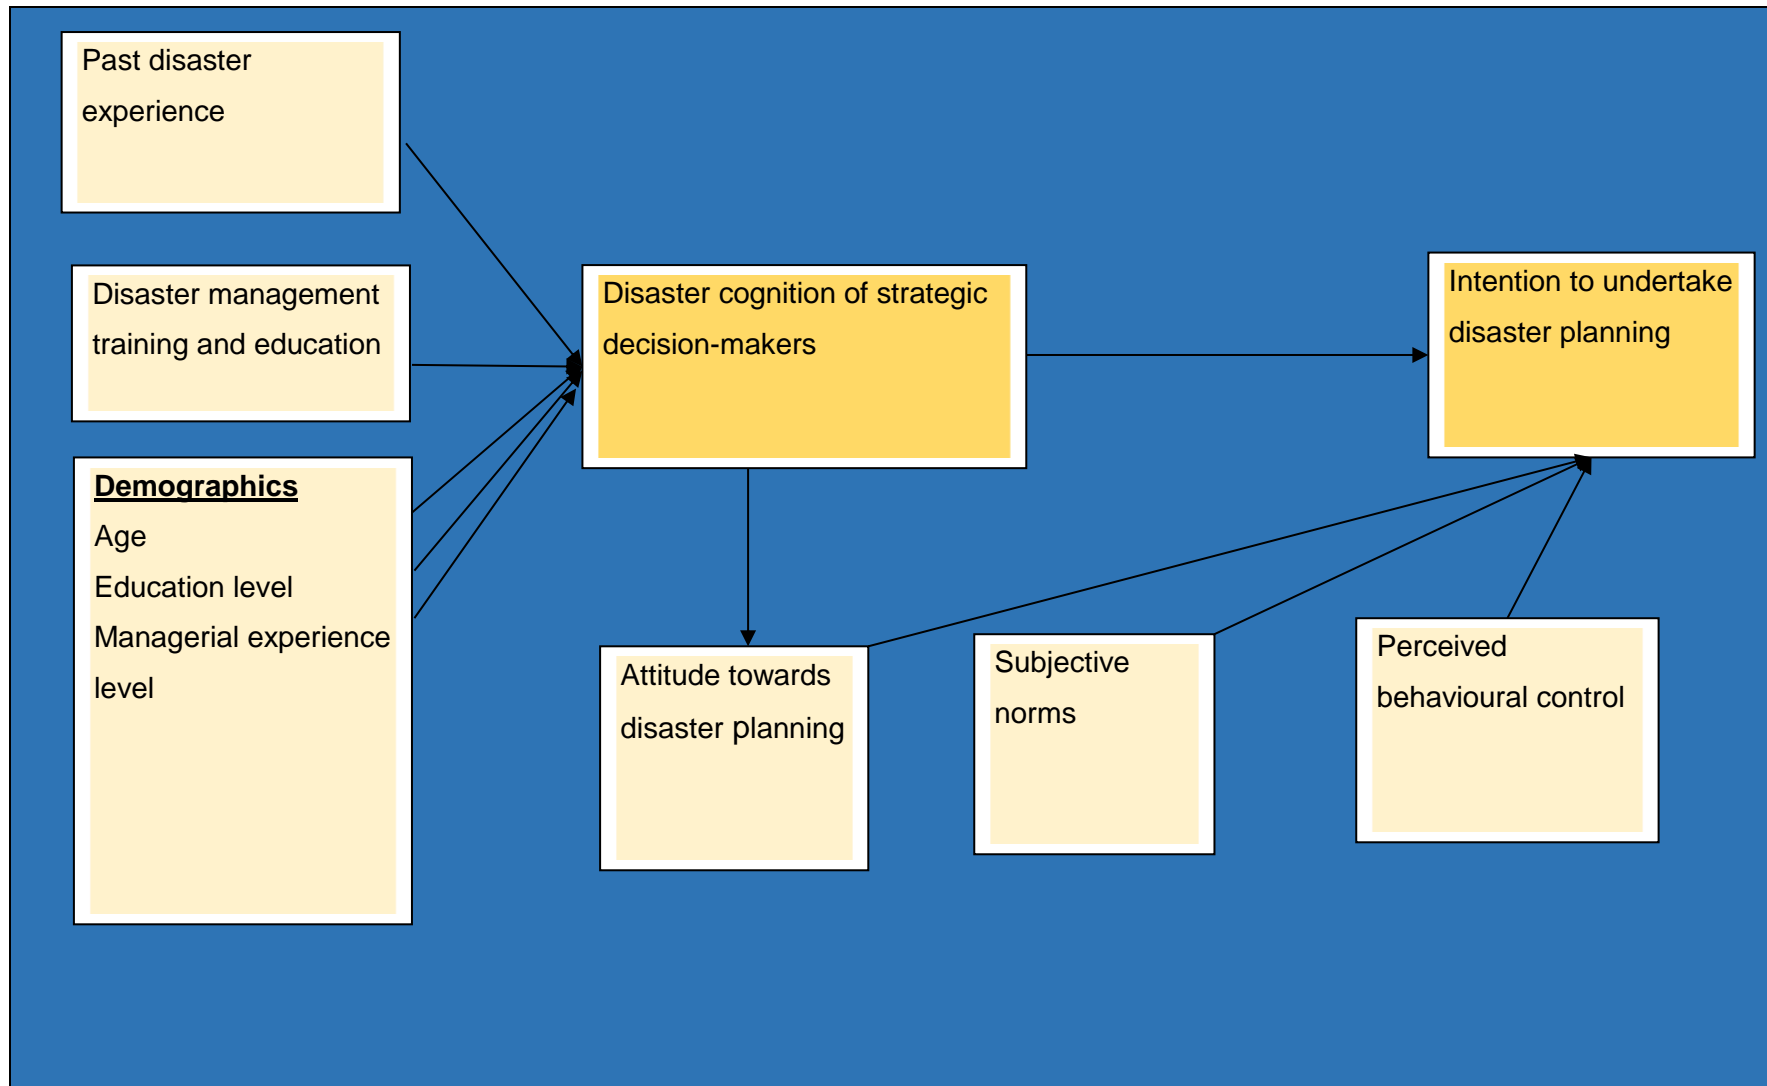 Past disaster
experience
Disaster management
training and education
Demographics
Age
Education level
Managerial experience
level
Disaster cognition of strategic
decision-makers
Intention to undertake
disaster planning
Attitude towards
disaster planning
Subjective
norms
Perceived
behavioural control